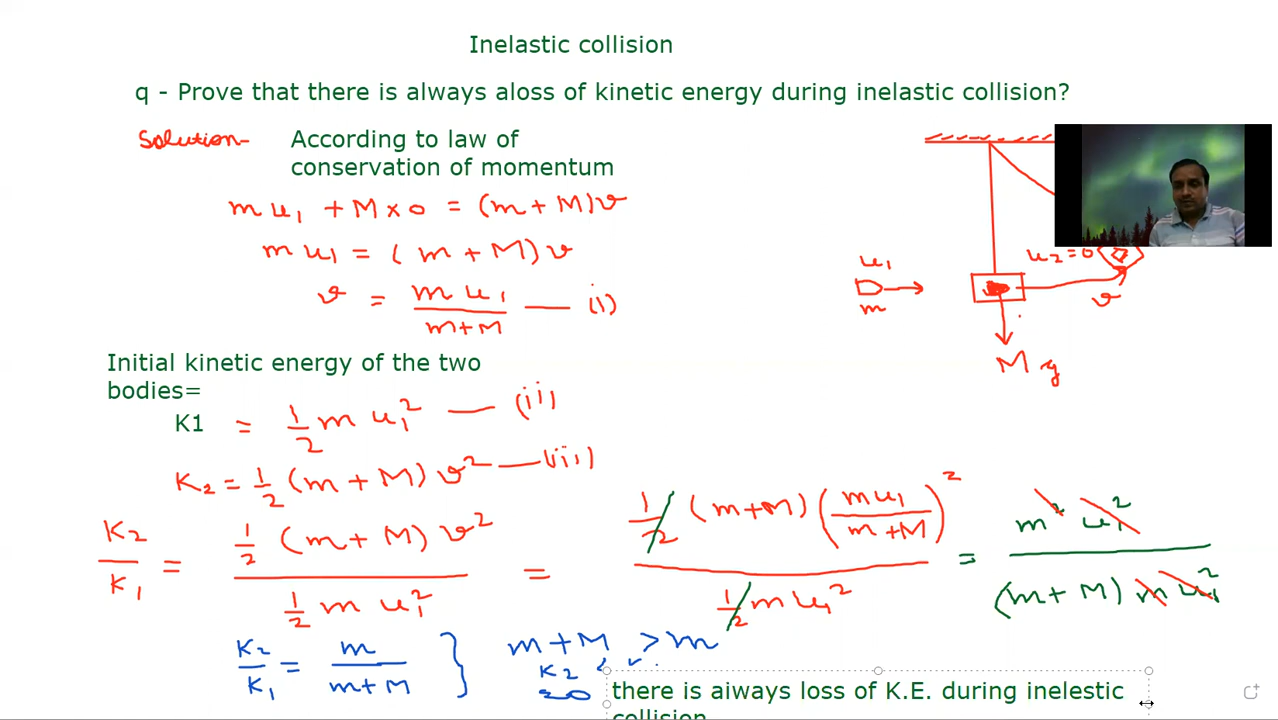 Inelastic collision
q - Prove that there is always aloss of kinetic energy during inelastic collision?
Solution- According to law of
conservation of momentum
m u₁ + M × 0 = (m + M)v
m u₁ = (m + M)v
v = m u₁ / m+M — (i)
u₁
m
u₂=0
v
M g
Initial kinetic energy of the two
bodies=
K1 = 1/2 m u₁² — (ii)
K₂ = 1/2 (m + M) v² — (iii)
K₂/K₁ = 1/2 (m + M) v² / 1/2 m u₁² = 1/2 (m+M) (m u₁ / m+M)² / 1/2 m u₁² = m² u₁² / (m + M) m u₁²
K₂/K₁ = m / m+M } m + M > m
K₂
there is aiways loss of K.E. during inelestic
collision